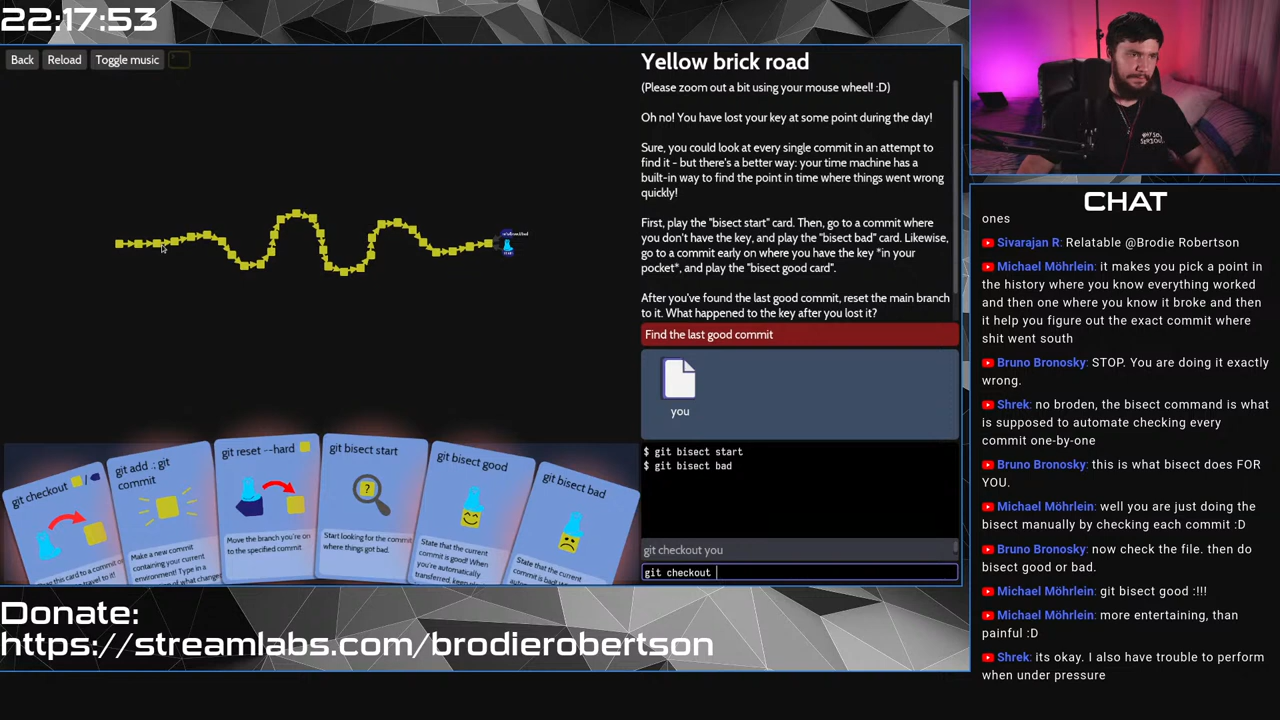 22:17:53
Back
Reload
Toggle music
Yellow brick road
(Please zoom out a bit using your mouse wheel! :D)
Oh no! You have lost your key at some point during the day!
Sure, you could look at every single commit in an attempt to
find it - but there's a better way: your time machine has a
built-in way to find the point in time where things went wrong
quickly!
First, play the "bisect start" card. Then, go to a commit where
you don't have the key, and play the "bisect bad" card. Likewise,
go to a commit early on where you have the key *in your
pocket*, and play the "bisect good card".
After you've found the last good commit, reset the main branch
to it. What happened to the key after you lost it?
Find the last good commit
you
$ git bisect start
$ git bisect bad
git checkout you
git checkout
git checkout /
git add .; git
commit
Make a new commit
containing your current
environment! Type in a
git reset --hard
Move the branch you're on
to the specified commit
git bisect start
Start looking for the commit
where things got bad.
git bisect good
State that the current
commit is good! When
you're automatically
git bisect bad
State that the current
CHAT
ones
Sivarajan R: Relatable @Brodie Robertson
Michael Möhrlein: it makes you pick a point in
the history where you know everything worked
and then one where you know it broke and then
it help you figure out the exact commit where
shit went south
Bruno Bronosky: STOP. You are doing it exactly
wrong.
Shrek: no broden, the bisect command is what
is supposed to automate checking every
commit one-by-one
Bruno Bronosky: this is what bisect does FOR
YOU.
Michael Möhrlein: well you are just doing the
bisect manually by checking each commit :D
Bruno Bronosky: now check the file. then do
bisect good or bad.
Michael Möhrlein: git bisect good :!!!
Michael Möhrlein: more entertaining, than
painful :D
Shrek: its okay. I also have trouble to perform
when under pressure
Donate:
https://streamlabs.com/brodierobertson